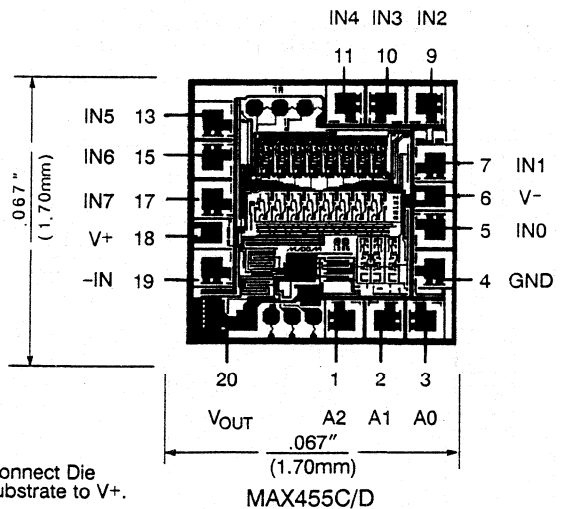 IN4 IN3 IN2
11 10 9
IN5 13
IN6 15
IN7 17
V+ 18
-IN 19
7 IN1
6 V-
5 IN0
4 GND
.067"
(1.70mm)
20 1 2 3
VOUT A2 A1 A0
.067"
(1.70mm)
onnect Die
ubstrate to V+.
MAX455C/D